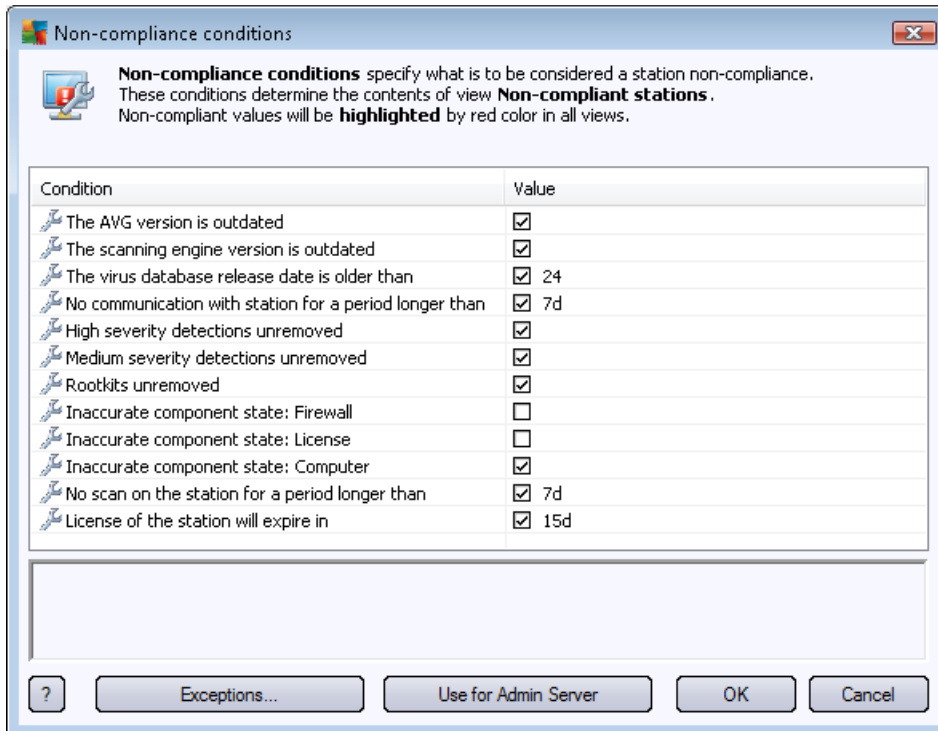 Non-compliance conditions
Non-compliance conditions specify what is to be considered a station non-compliance.
These conditions determine the contents of view Non-compliant stations.
Non-compliant values will be highlighted by red color in all views.
Condition Value
The AVG version is outdated
The scanning engine version is outdated
The virus database release date is older than 24
No communication with station for a period longer than 7d
High severity detections unremoved
Medium severity detections unremoved
Rootkits unremoved
Inaccurate component state: Firewall
Inaccurate component state: License
Inaccurate component state: Computer
No scan on the station for a period longer than 7d
License of the station will expire in 15d
? Exceptions... Use for Admin Server OK Cancel